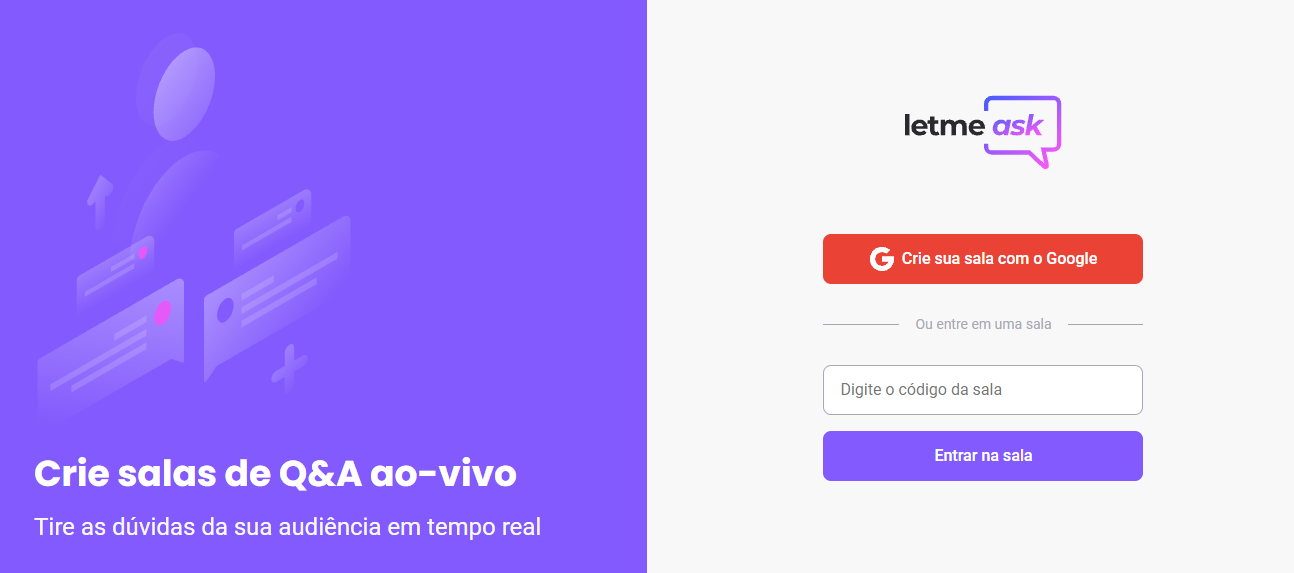 Crie salas de Q&A ao-vivo
Tire as dúvidas da sua audiência em tempo real
letme ask
Crie sua sala com o Google
Ou entre em uma sala
Digite o código da sala
Entrar na sala